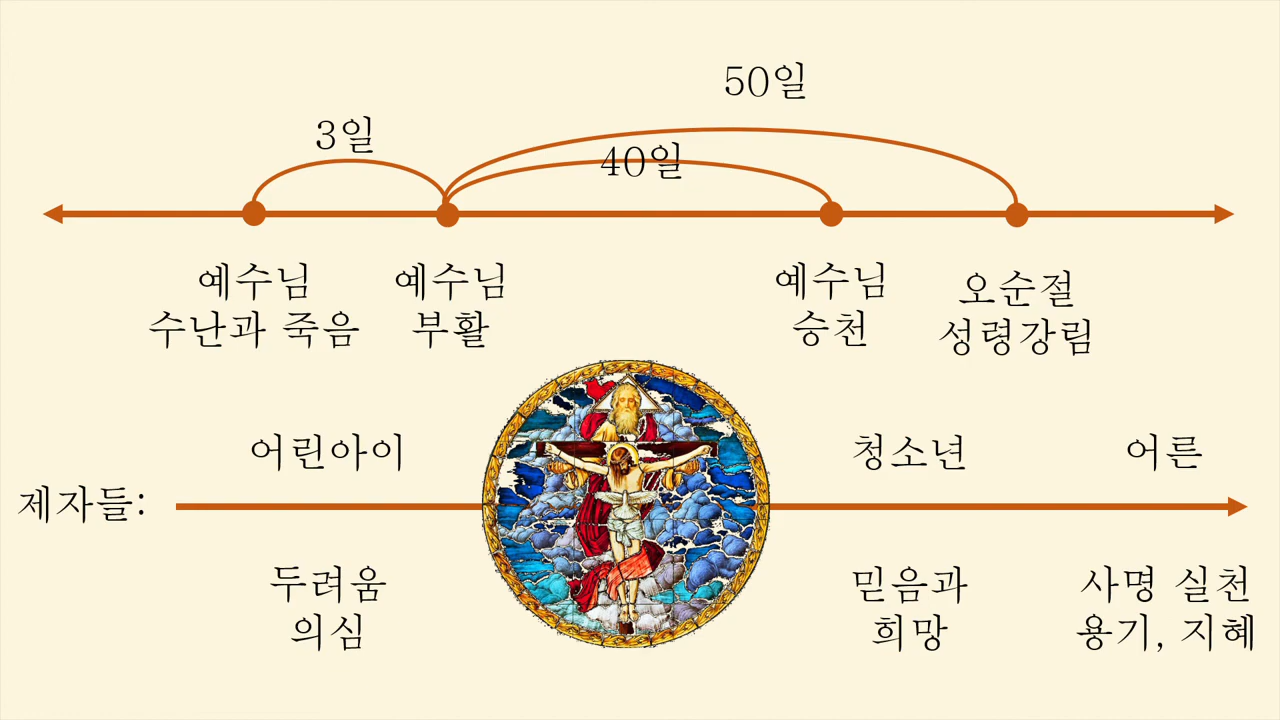 50일
3일
40일
예수님
수난과 죽음
예수님
부활
예수님
승천
오순절
성령강림
어린아이
청소년
어른
제자들:
두려움
의심
믿음과
희망
사명 실천
용기, 지혜